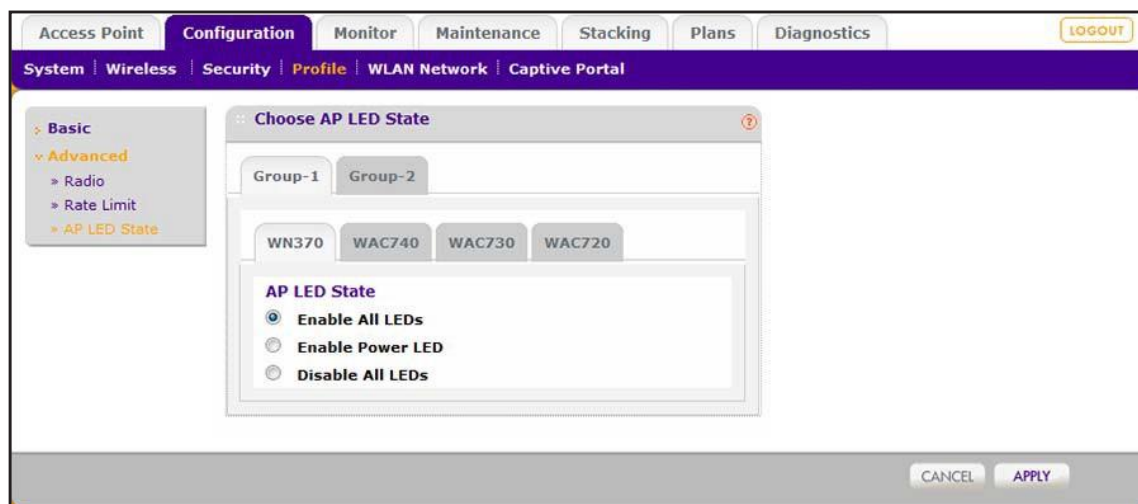 Access Point Configuration Monitor Maintenance Stacking Plans Diagnostics LOGOUT
System Wireless Security Profile WLAN Network Captive Portal
Basic
Advanced
» Radio
» Rate Limit
» AP LED State
Choose AP LED State ?
Group-1 Group-2
WN370 WAC740 WAC730 WAC720
AP LED State
Enable All LEDs
Enable Power LED
Disable All LEDs
CANCEL APPLY